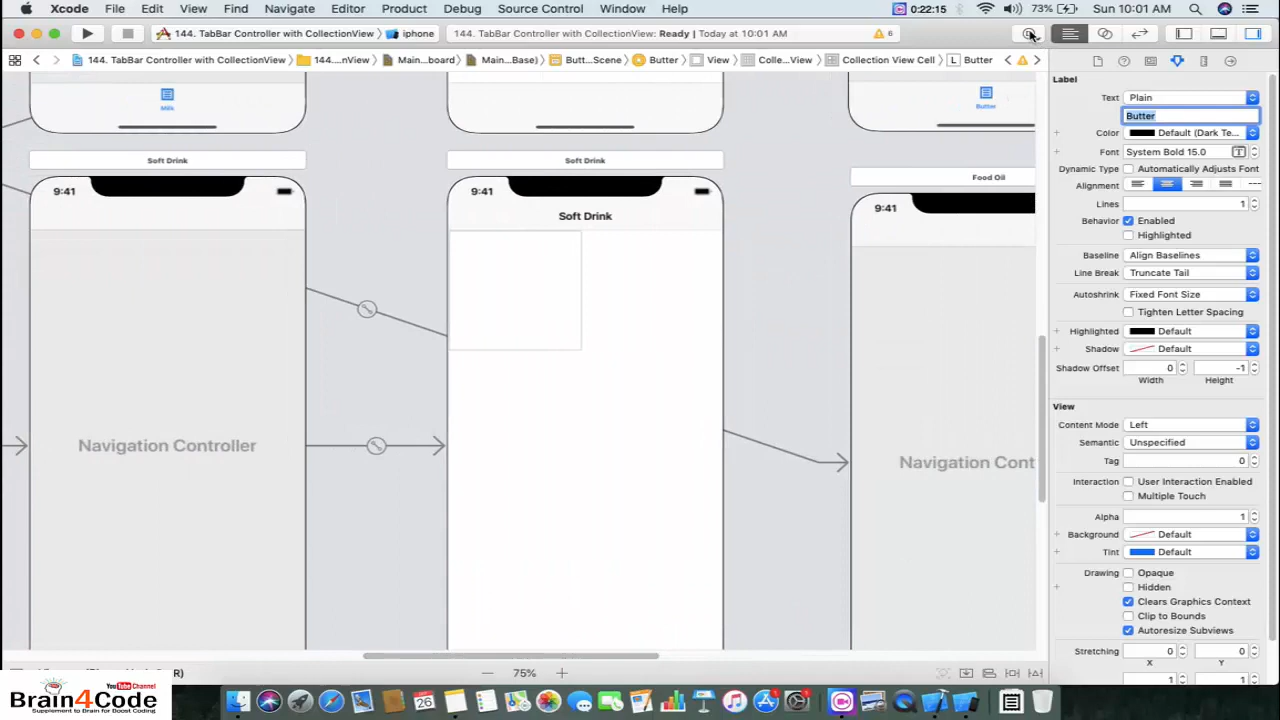 Xcode File Edit View Find Navigate Editor Product Debug Source Control Window Help 0:22:15 73% Sun 10:01 AM
144. TabBar Controller with CollectionView iphone 144. TabBar Controller with CollectionView: Ready | Today at 10:01 AM 6
144. TabBar Controller with CollectionView 144....nView Main....board Main...Base) Butt...Scene Butter View Colle...View Collection View Cell L Butter
Label
Text Plain
Butter
Color Default (Dark Te...
Font System Bold 15.0
Dynamic Type Automatically Adjusts Font
Alignment
Lines 1
Behavior Enabled
Highlighted
Baseline Align Baselines
Line Break Truncate Tail
Autoshrink Fixed Font Size
Tighten Letter Spacing
Highlighted Default
Shadow Default
Shadow Offset 0 -1
Width Height
View
Content Mode Left
Semantic Unspecified
Tag 0
Interaction User Interaction Enabled
Multiple Touch
Alpha 1
Background Default
Tint Default
Drawing Opaque
Hidden
Clears Graphics Context
Clip to Bounds
Autoresize Subviews
Stretching 0 0
X Y
1 1
Milk
Butter
Soft Drink
Soft Drink
Food Oil
9:41
9:41
9:41
Soft Drink
Navigation Controller
Navigation Cont
75%
R)
YouTube Channel
Brain4Code
Supplement to Brain for Boost Coding
26